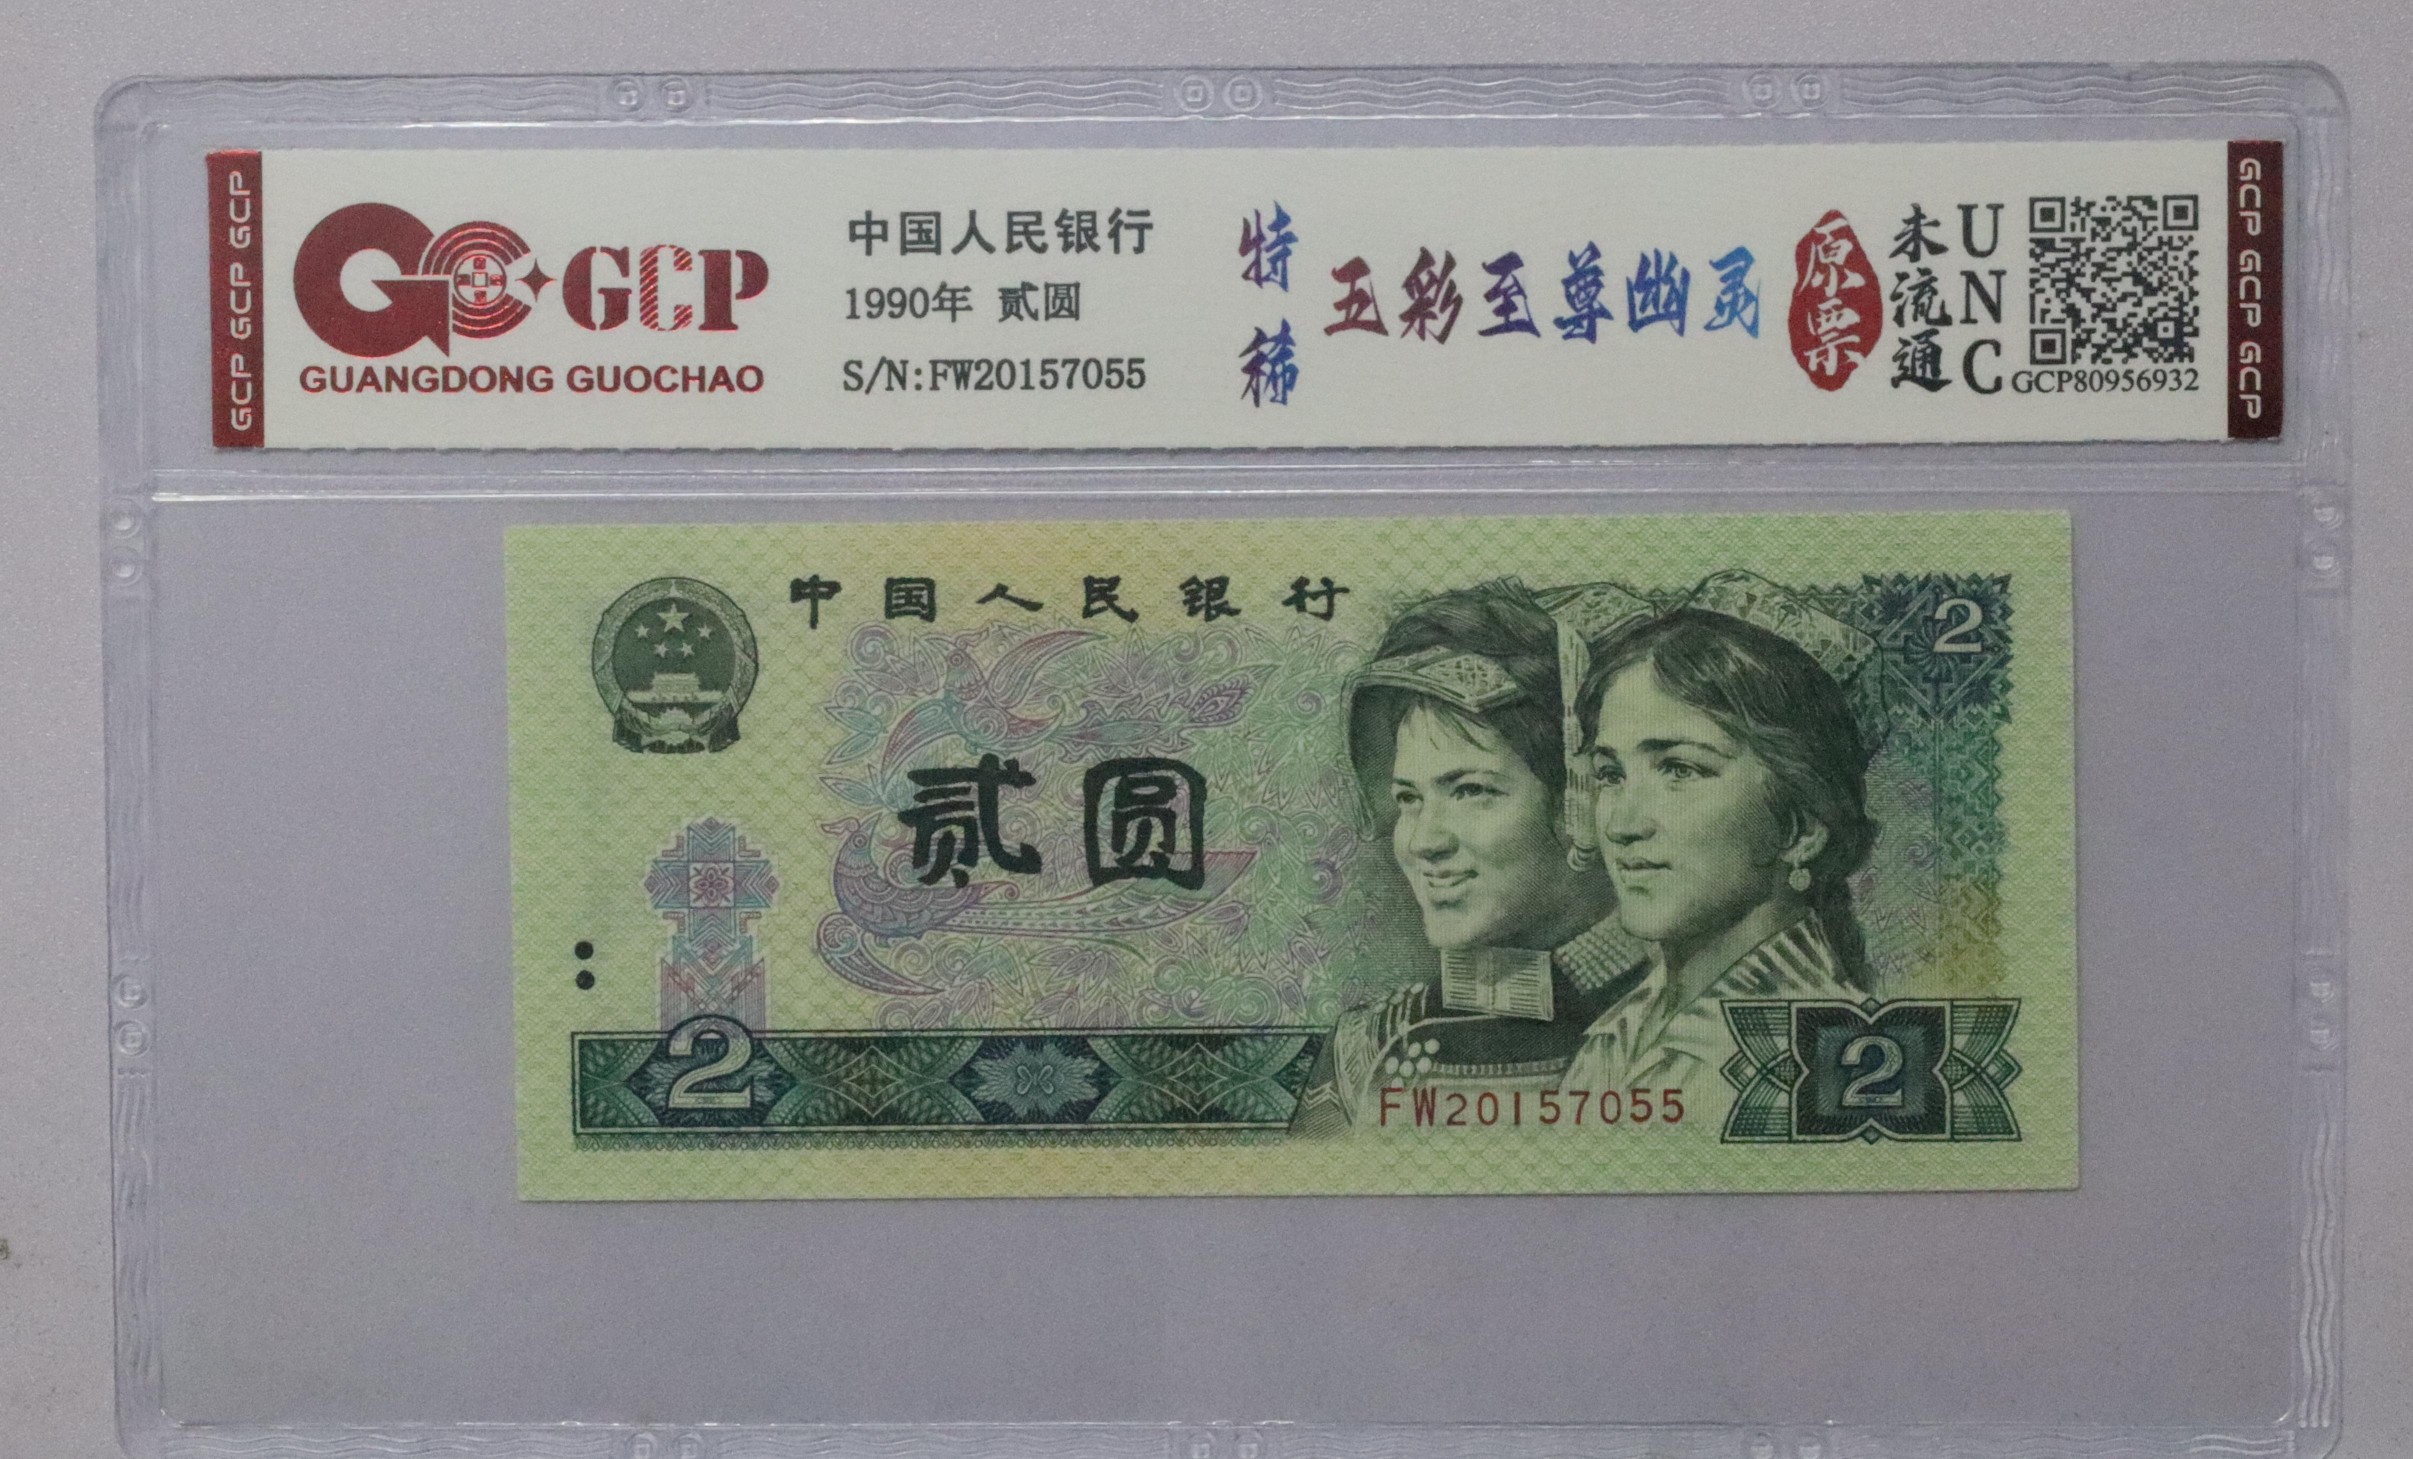 GCP GCP GCP
GCP
GUANGDONG GUOCHAO
中国人民银行
1990年 贰圆
S/N:FW20157055
特稀
五彩至尊幽灵
原票
未流通
UNC
GCP80956932
GCP GCP GCP
中国人民银行
2
贰圆
2
FW20157055
2